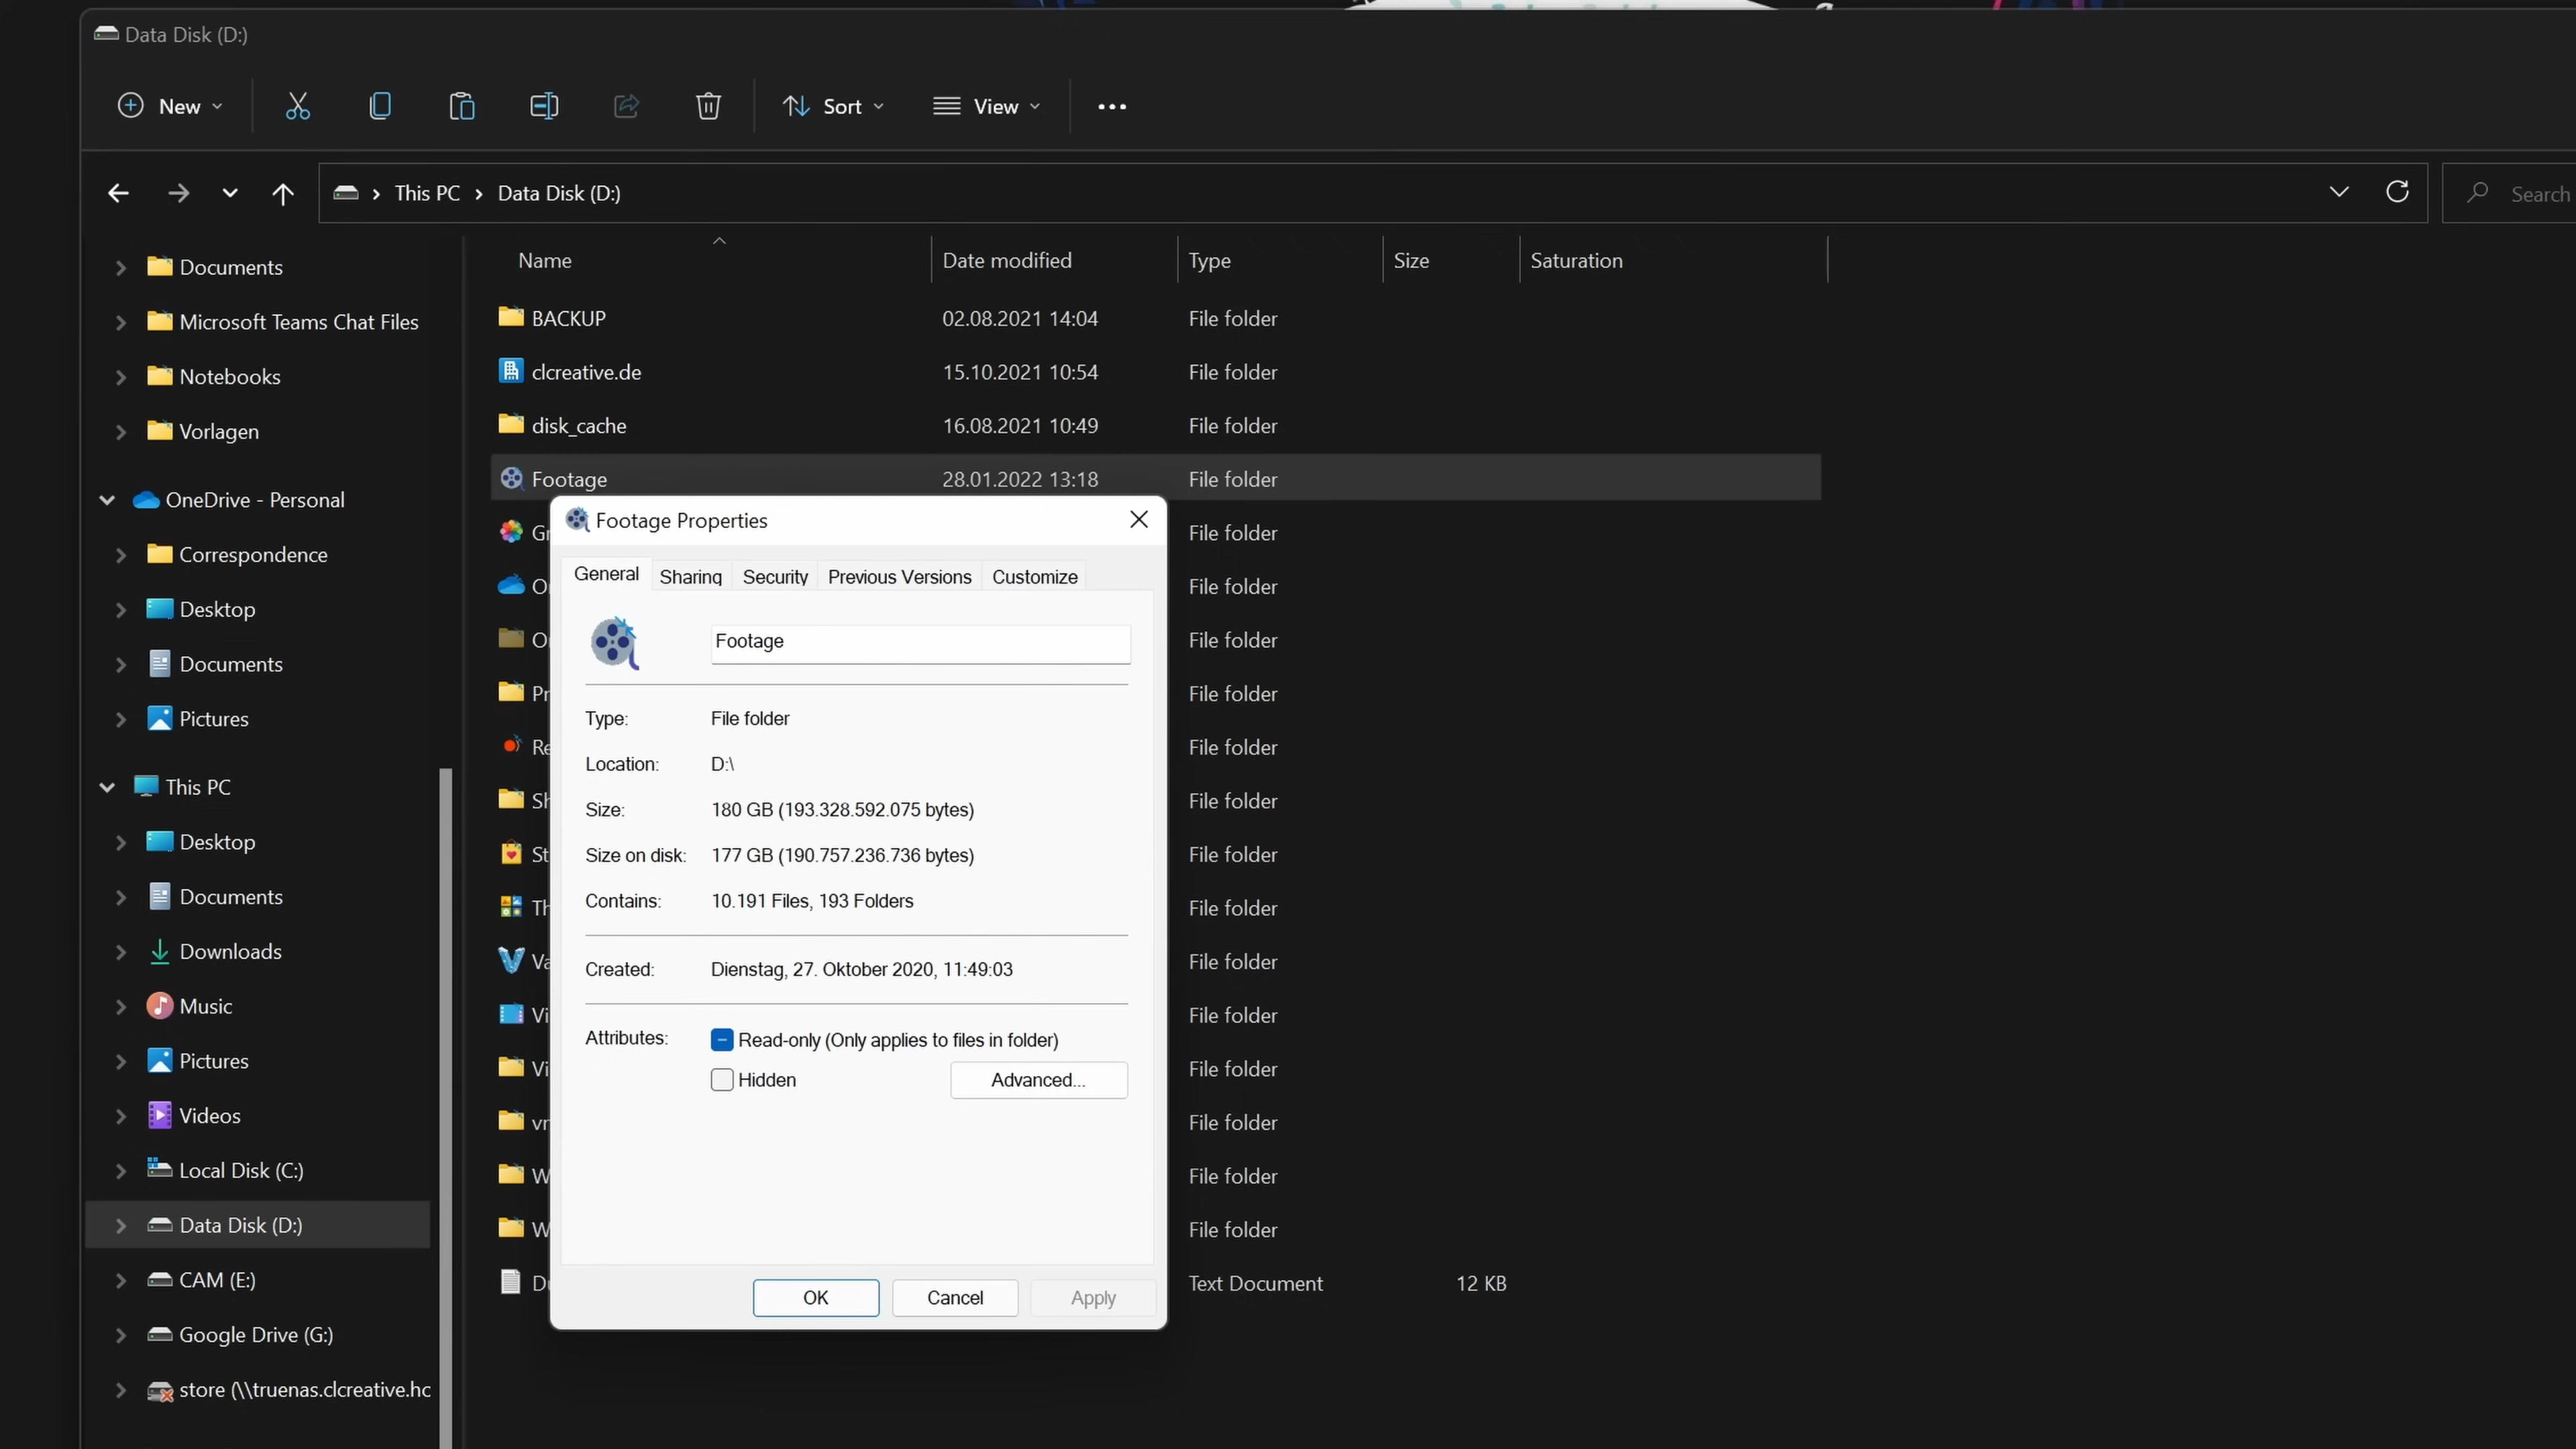 Data Disk (D:)
New
Sort
View
This PC
Data Disk (D:)
Search
Documents
Microsoft Teams Chat Files
Notebooks
Vorlagen
OneDrive - Personal
Correspondence
Desktop
Documents
Pictures
This PC
Desktop
Documents
Downloads
Music
Pictures
Videos
Local Disk (C:)
Data Disk (D:)
CAM (E:)
Google Drive (G:)
store (\\truenas.clcreative.hc
Name Date modified Type Size Saturation
BACKUP 02.08.2021 14:04 File folder
clcreative.de 15.10.2021 10:54 File folder
disk_cache 16.08.2021 10:49 File folder
Footage 28.01.2022 13:18 File folder
File folder
File folder
File folder
File folder
File folder
File folder
File folder
File folder
File folder
File folder
File folder
File folder
File folder
File folder
Text Document 12 KB
Footage Properties
General Sharing Security Previous Versions Customize
Footage
Type: File folder
Location: D:\
Size: 180 GB (193.328.592.075 bytes)
Size on disk: 177 GB (190.757.236.736 bytes)
Contains: 10.191 Files, 193 Folders
Created: Dienstag, 27. Oktober 2020, 11:49:03
Attributes: Read-only (Only applies to files in folder)
Hidden Advanced...
OK Cancel Apply